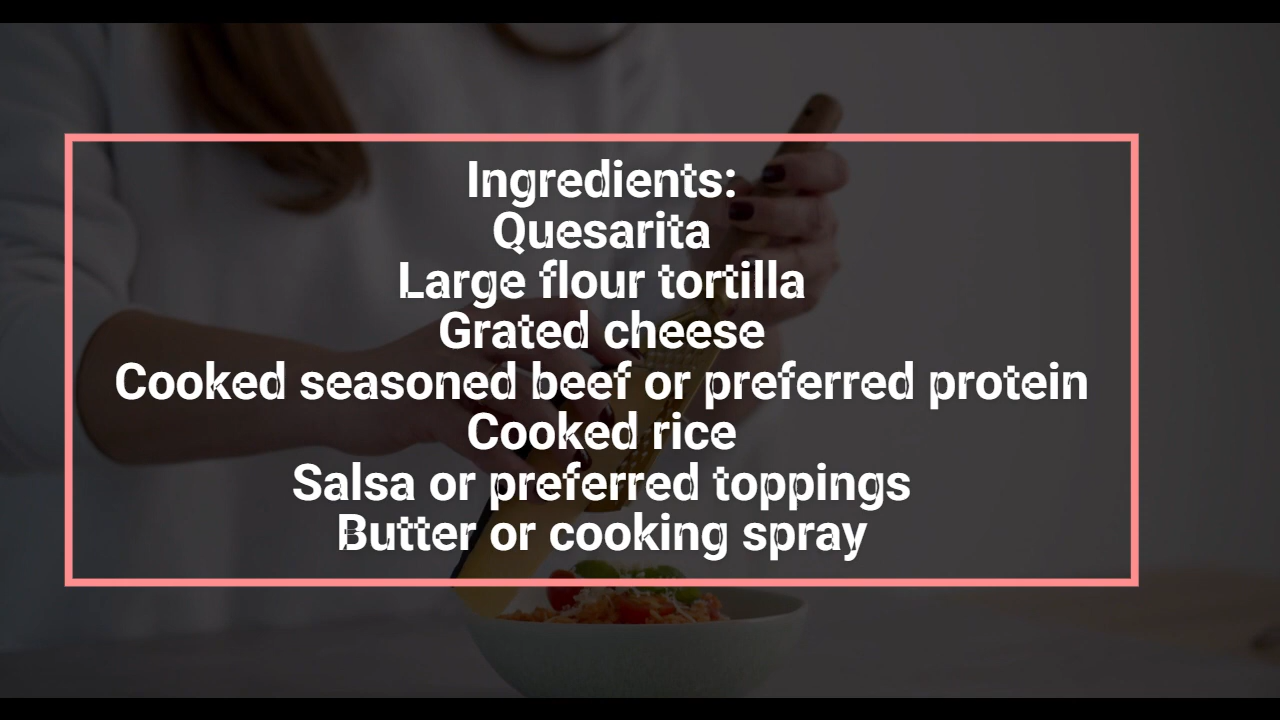 Ingredients:
Quesarita
Large flour tortilla
Grated cheese
Cooked seasoned beef or preferred protein
Cooked rice
Salsa or preferred toppings
Butter or cooking spray